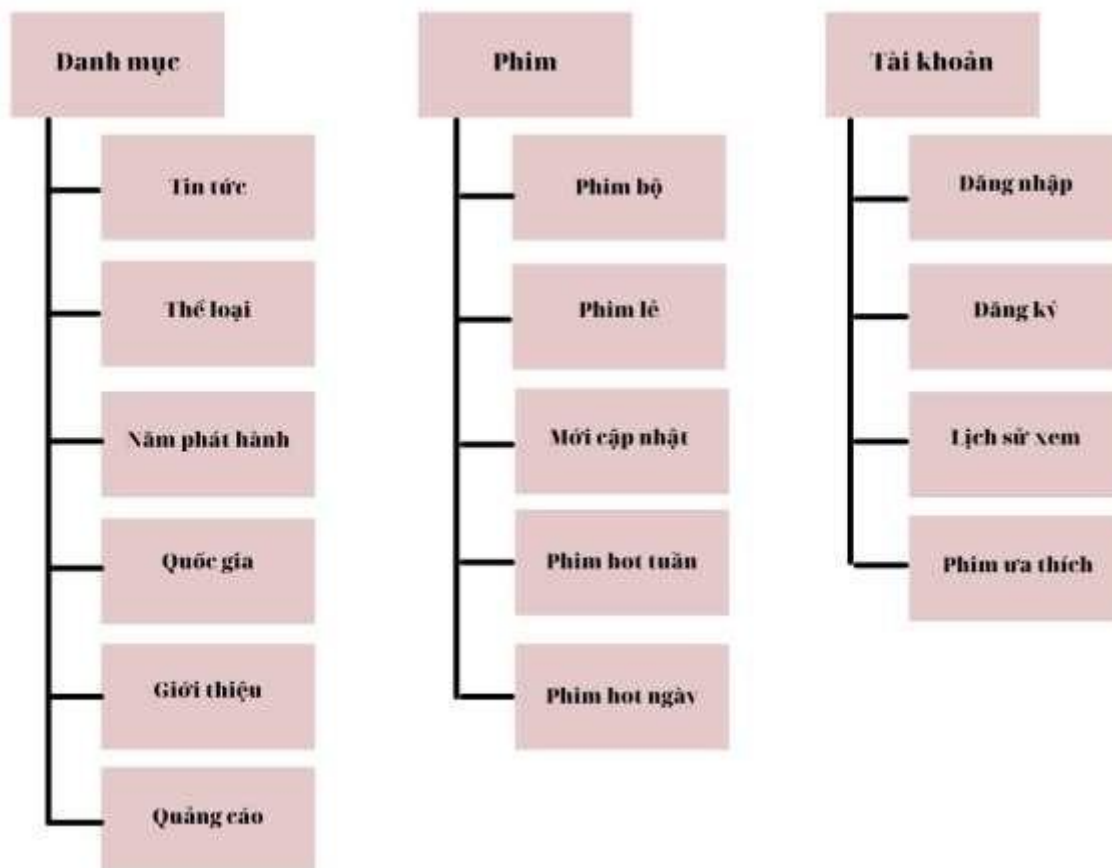 Danh mục
Tin tức
Thể loại
Năm phát hành
Quốc gia
Giới thiệu
Quảng cáo
Phim
Phim bộ
Phim lẻ
Mới cập nhật
Phim hot tuần
Phim hot ngày
Tài khoản
Đăng nhập
Đăng ký
Lịch sử xem
Phim ưa thích